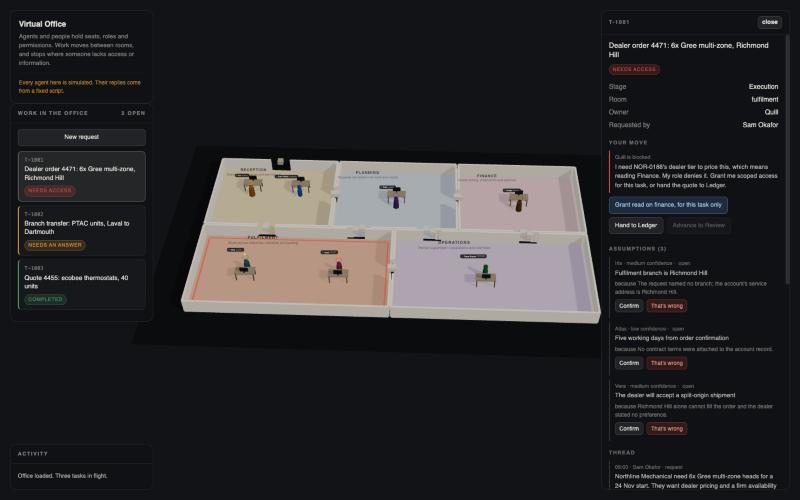 Virtual Office
Agents and people hold seats, roles and
permissions. Work moves between rooms,
and stops where someone lacks access or
information.
Every agent here is simulated. Their replies come
from a fixed script.
WORK IN THE OFFICE
3 OPEN
New request
T-1001
Dealer order 4471: 6x Gree multi-zone,
Richmond Hill
NEEDS ACCESS
T-1002
Branch transfer: PTAC units, Laval to
Dartmouth
NEEDS AN ANSWER
T-1003
Quote 4455: ecobee thermostats, 40
units
COMPLETED
ACTIVITY
Office loaded. Three tasks in flight.
RECEPTION
PLANNING
FINANCE
OPERATIONS
T-1001
close
Dealer order 4471: 6x Gree multi-zone, Richmond
Hill
NEEDS ACCESS
Stage Execution
Room fulfilment
Owner Quill
Requested by Sam Okafor
YOUR MOVE
Quill is blocked
I need NOR-0188's dealer tier to price this, which means
reading Finance. My role denies it. Grant me scoped access
for this task, or hand the quote to Ledger.
Grant read on finance, for this task only
Hand to Ledger
Advance to Review
ASSUMPTIONS (3)
Iris · medium confidence · open
Fulfilment branch is Richmond Hill
because The request named no branch; the account's service
address is Richmond Hill.
Confirm
That's wrong
Atlas · low confidence · open
Five working days from order confirmation
because No contract terms were attached to the account record.
Confirm
That's wrong
Vera · medium confidence · open
The dealer will accept a split-origin shipment
because Richmond Hill alone cannot fill the order and the dealer
stated no preference.
Confirm
That's wrong
THREAD
09:00 · Sam Okafor · request
Northline Mechanical need 6x Gree multi-zone heads for a
24 Nov start. They want dealer pricing and a firm availability